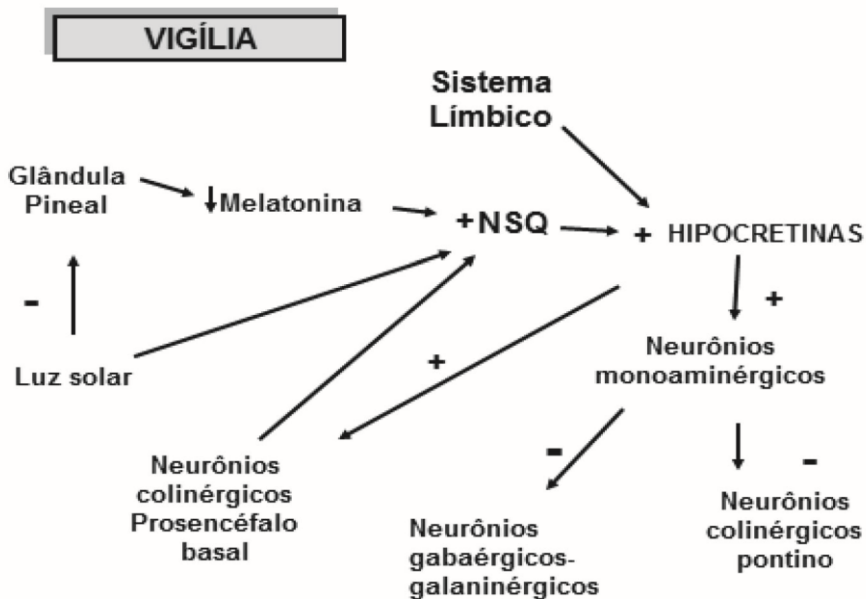 VIGÍLIA
Sistema
Límbico
Glândula
Pineal
↓Melatonina
+NSQ
+ HIPOCRETINAS
-
+
+
Luz solar
Neurônios
monoaminérgicos
-
-
Neurônios
colinérgicos
Prosencéfalo
basal
Neurônios
gabaérgicos-
galaninérgicos
Neurônios
colinérgicos
pontino